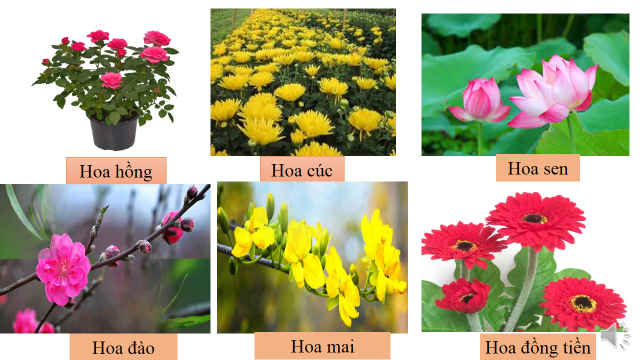 Hoa hồng
Hoa cúc
Hoa sen
Hoa đào
Hoa mai
Hoa đồng tiền